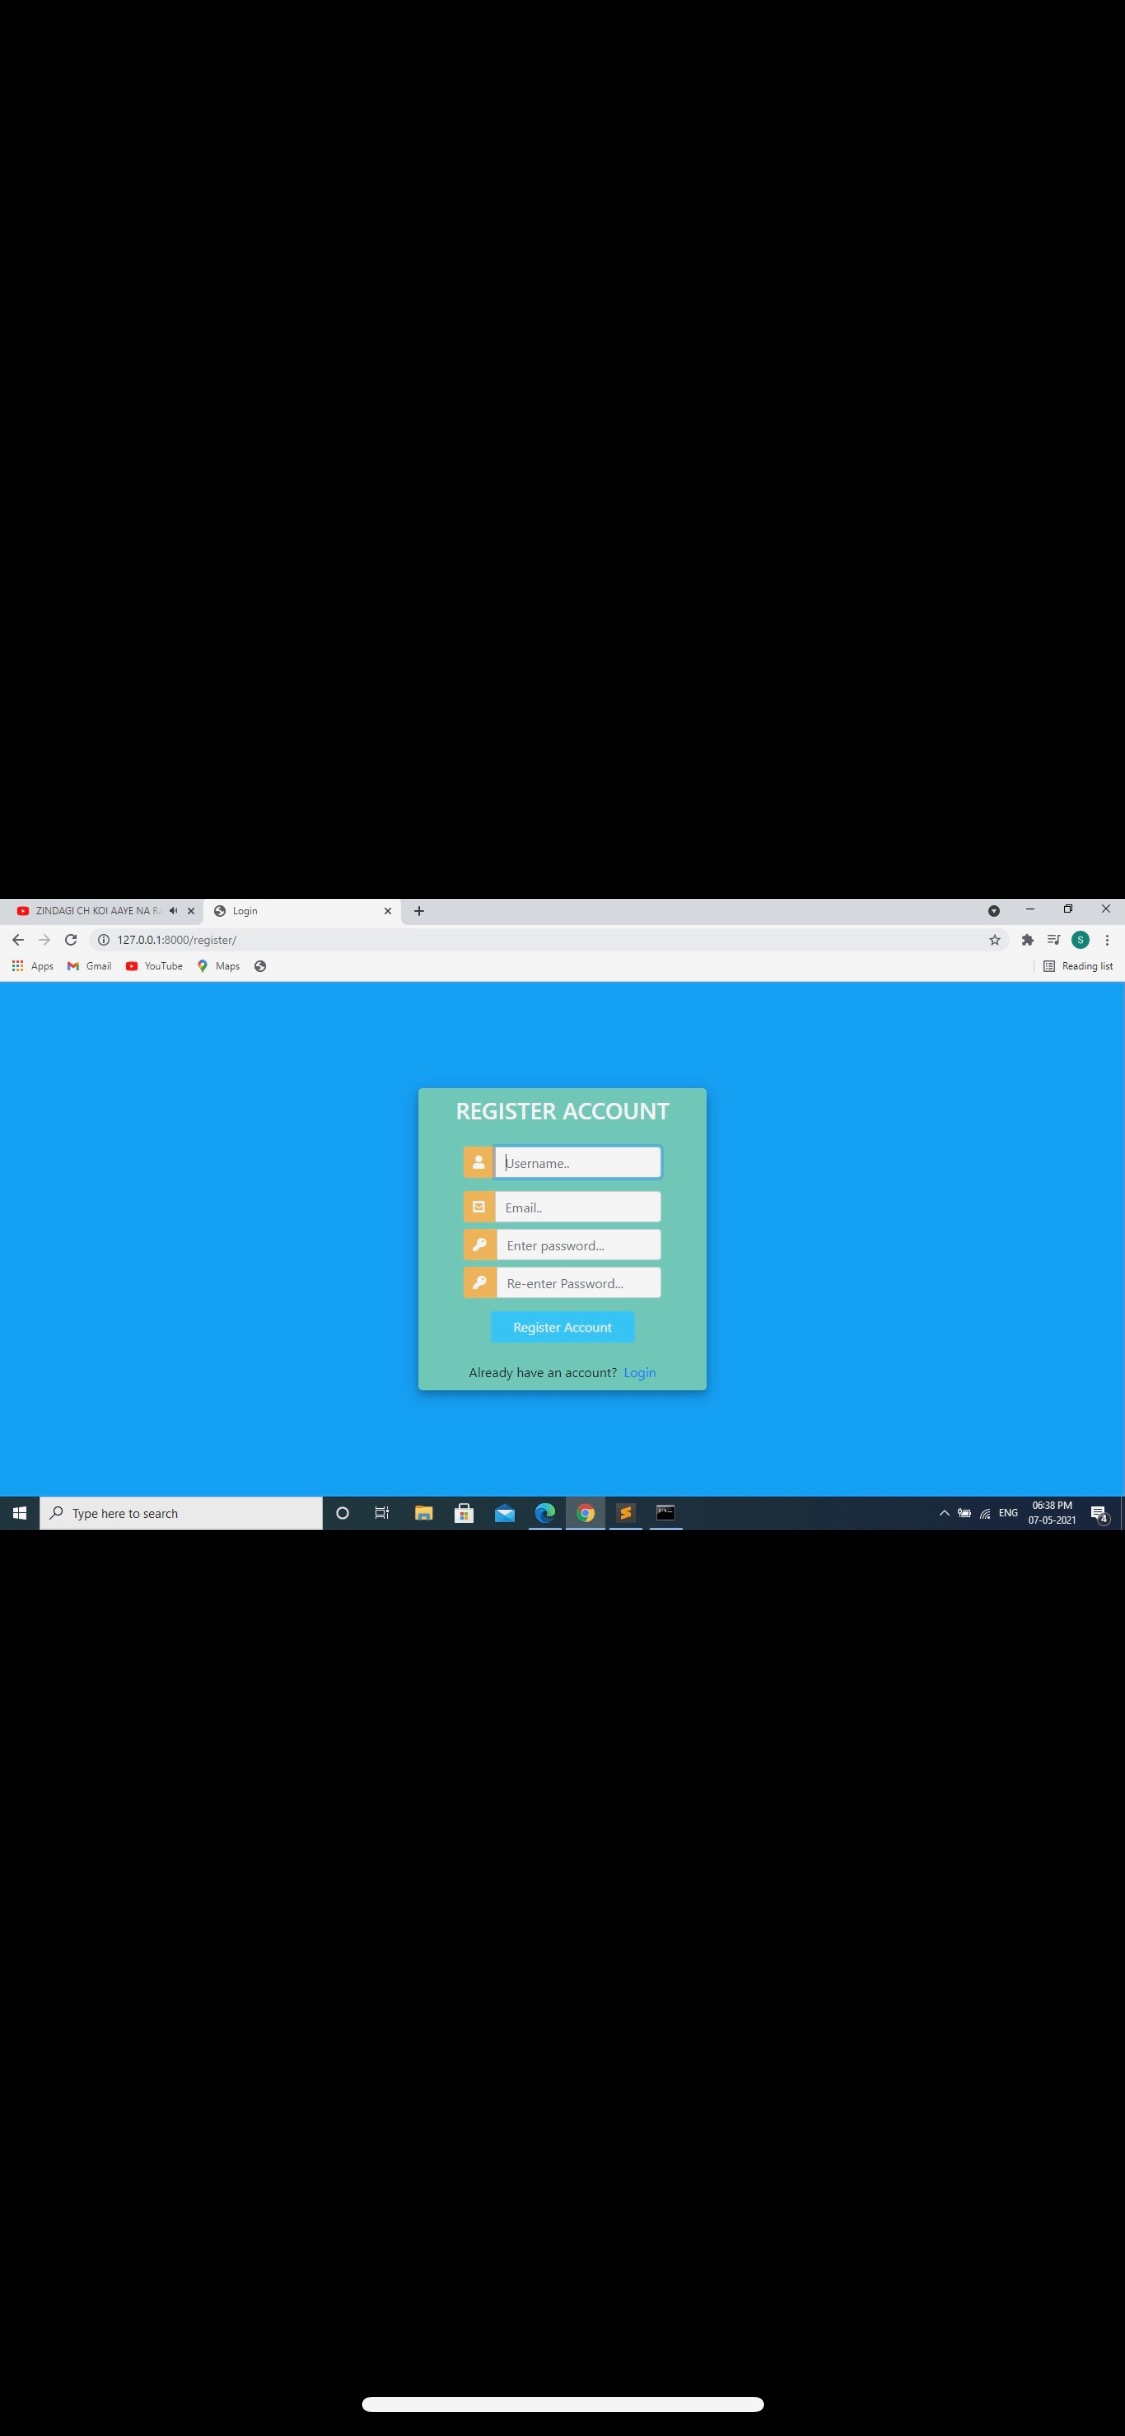 ZINDAGI CH KOI AAYE NA RA
Login
127.0.0.1:8000/register/
S
Apps
Gmail
YouTube
Maps
Reading list
REGISTER ACCOUNT
Username..
Email..
Enter password...
Re-enter Password...
Register Account
Already have an account? Login
Type here to search
ENG
06:38 PM
07-05-2021
4